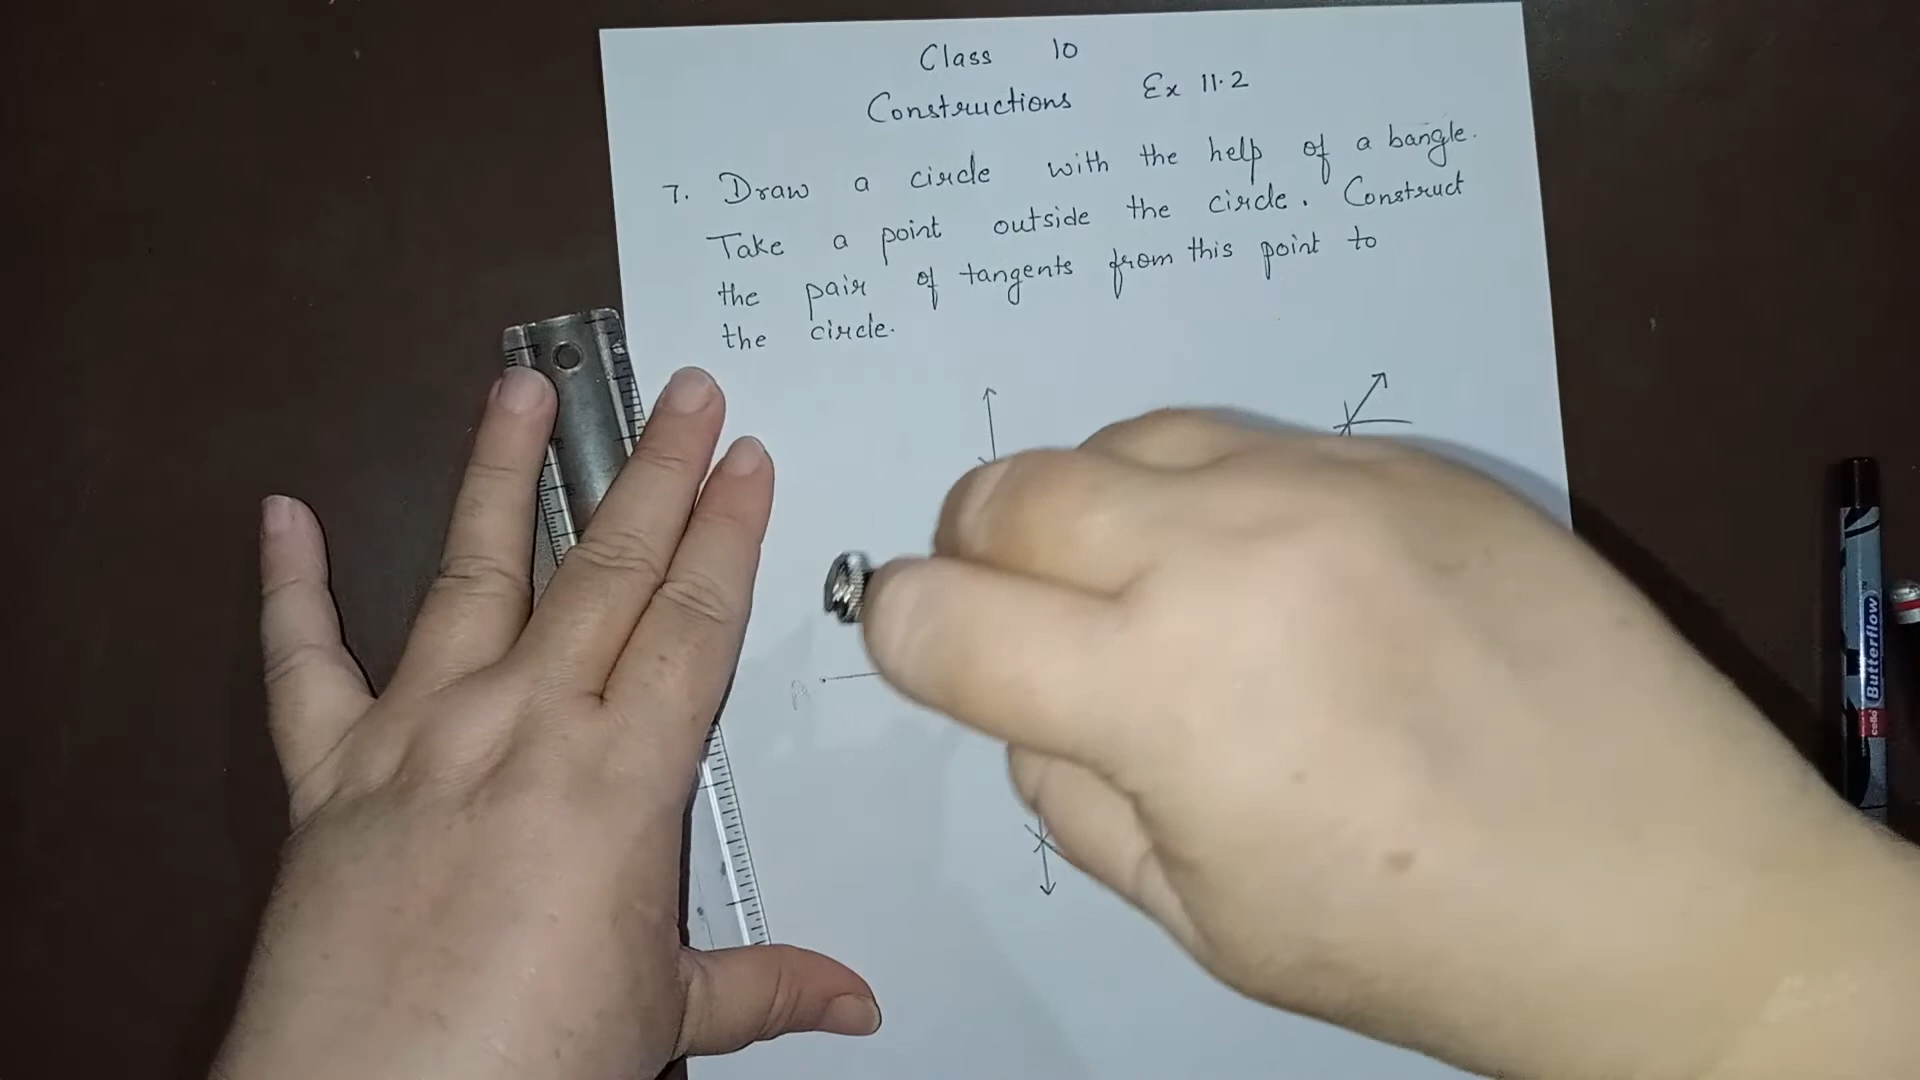 Class 10
Constructions Ex 11.2
7. Draw a circle with the help of a bangle.
Take a point outside the circle. Construct
the pair of tangents from this point to
the circle.
A
cello Butterflow